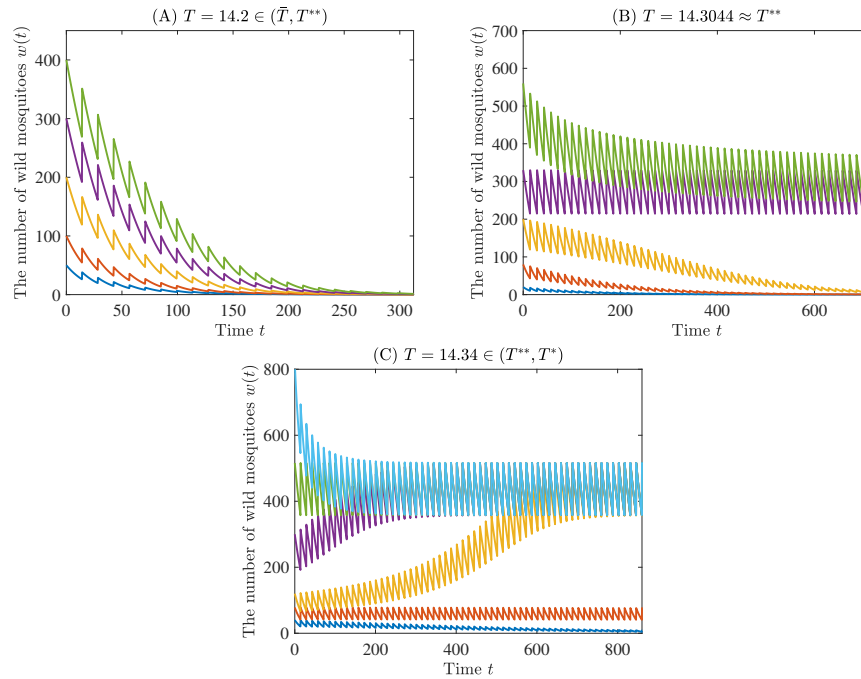 (A) T = 14.2 ∈ (T̄, T**)
The number of wild mosquitoes w(t)
400
300
200
100
0
0 50 100 150 200 250 300
Time t
(B) T = 14.3044 ≈ T**
The number of wild mosquitoes w(t)
700
600
500
400
300
200
100
0
0 200 400 600
Time t
(C) T = 14.34 ∈ (T**, T*)
The number of wild mosquitoes w(t)
800
600
400
200
0
0 200 400 600 800
Time t